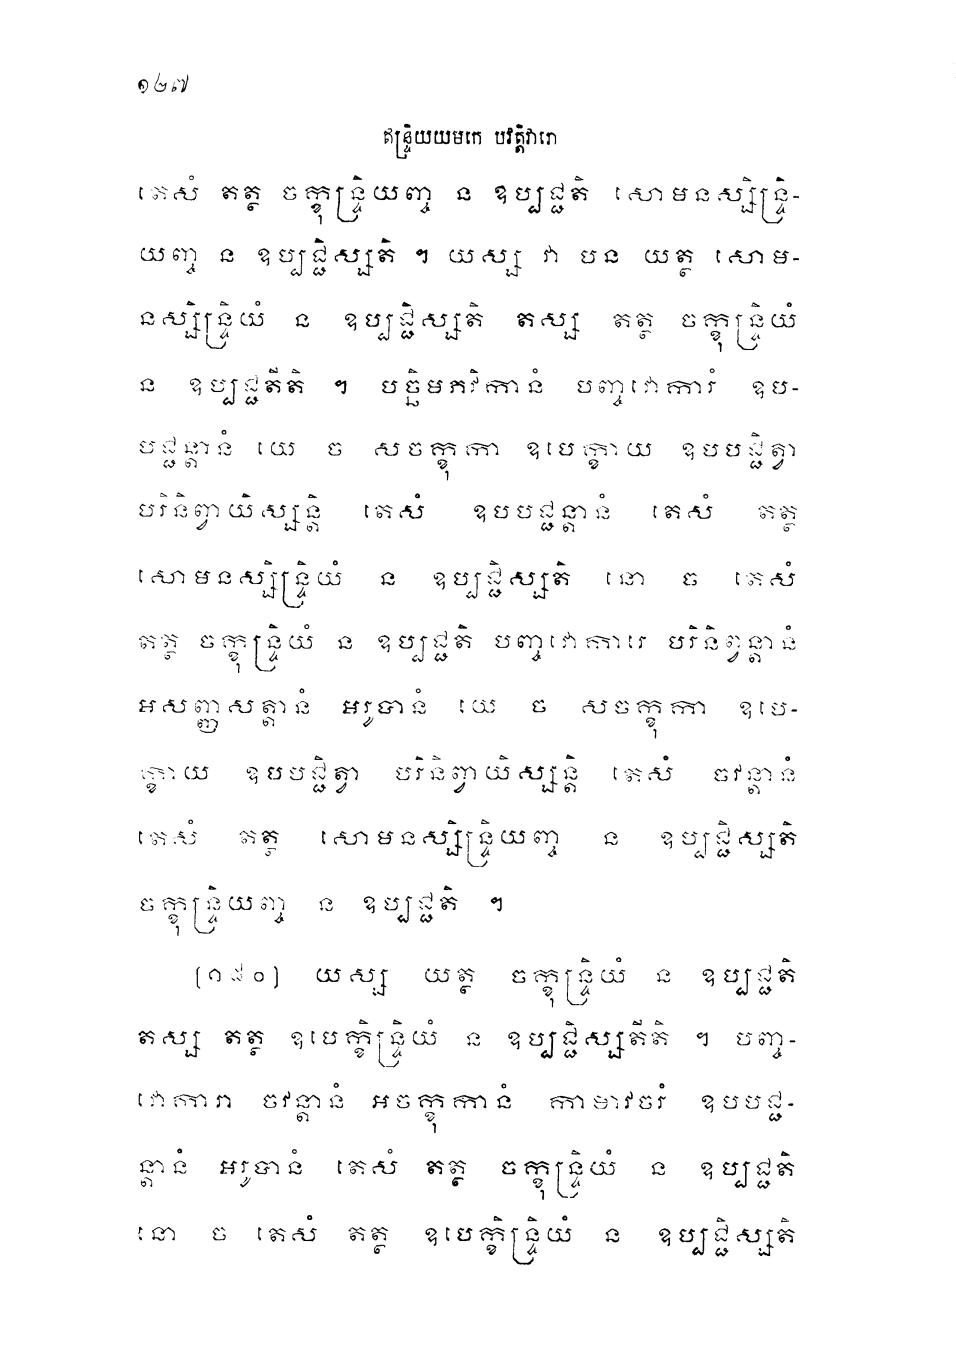 ១២៧
ឥន្ទ្រិយយមកេ បវត្តិវារោ
តេសំ តត្ថ ចក្ខុន្ទ្រិយញ្ច ន ឧប្បជ្ជតិ សោមនស្សិន្ទ្រិ-
យញ្ច ន ឧប្បជ្ជិស្សតិ ។ យស្ស វា បន យត្ថ សោម-
នស្សិន្ទ្រិយំ ន ឧប្បជ្ជិស្សតិ តស្ស តត្ថ ចក្ខុន្ទ្រិយំ
ន ឧប្បជ្ជតីតិ ។ បច្ឆិមភវិកានំ បញ្ចវោការំ ឧប-
បជ្ជន្តានំ យេ ច សចក្ខុកា ឧបេក្ខាយ ឧបបជ្ជិត្វា
បរិនិព្វាយិស្សន្តិ តេសំ ឧបបជ្ជន្តានំ តេសំ តត្ថ
សោមនស្សិន្ទ្រិយំ ន ឧប្បជ្ជិស្សតិ នោ ច តេសំ
តត្ថ ចក្ខុន្ទ្រិយំ ន ឧប្បជ្ជតិ បញ្ចវោការេ បរិនិព្វន្តានំ
អសញ្ញសត្តានំ អរូបានំ យេ ច សចក្ខុកា ឧបេ-
ក្ខាយ ឧបបជ្ជិត្វា បរិនិព្វាយិស្សន្តិ តេសំ ចវន្តានំ
តេសំ តត្ថ សោមនស្សិន្ទ្រិយញ្ច ន ឧប្បជ្ជិស្សតិ
ចក្ខុន្ទ្រិយញ្ច ន ឧប្បជ្ជតិ ។
[១៨០] យស្ស យត្ថ ចក្ខុន្ទ្រិយំ ន ឧប្បជ្ជតិ
តស្ស តត្ថ ឧបេក្ខិន្ទ្រិយំ ន ឧប្បជ្ជិស្សតីតិ ។ បញ្ច-
វោការា ចវន្តានំ អចក្ខុកានំ កាមាវចរំ ឧបបជ្ជ-
ន្តានំ អរូបានំ តេសំ តត្ថ ចក្ខុន្ទ្រិយំ ន ឧប្បជ្ជតិ
នោ ច តេសំ តត្ថ ឧបេក្ខិន្ទ្រិយំ ន ឧប្បជ្ជិស្សតិ